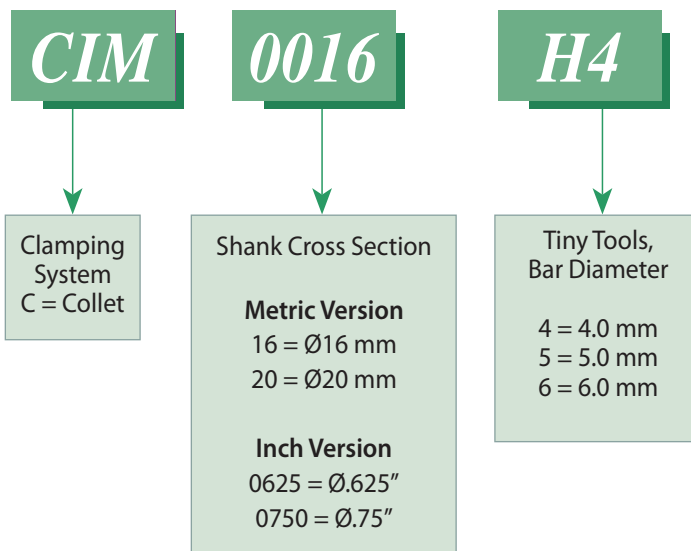 CIM 0016 H4
Clamping
System
C = Collet
Shank Cross Section
Metric Version
16 = Ø16 mm
20 = Ø20 mm
Inch Version
0625 = Ø.625″
0750 = Ø.75″
Tiny Tools,
Bar Diameter
4 = 4.0 mm
5 = 5.0 mm
6 = 6.0 mm